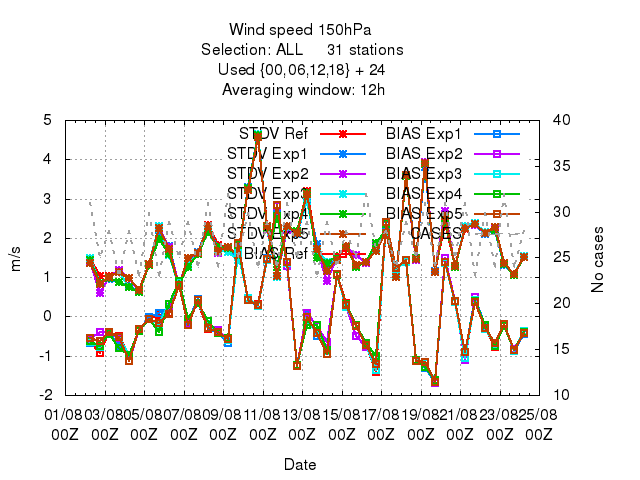 Wind speed 150hPa
Selection: ALL 31 stations
Used {00,06,12,18} + 24
Averaging window: 12h
5
4
3
2
1
0
-1
-2
m/s
40
35
30
25
20
15
10
No cases
STDV Ref
STDV Exp1
STDV Exp2
STDV Exp3
STDV Exp4
STDV Exp5
BIAS Ref
BIAS Exp1
BIAS Exp2
BIAS Exp3
BIAS Exp4
BIAS Exp5
CASES
01/08 03/08 05/08 07/08 09/08 11/08 13/08 15/08 17/08 19/08 21/08 23/08 25/08
00Z 00Z 00Z 00Z 00Z 00Z 00Z 00Z 00Z 00Z 00Z 00Z 00Z
Date